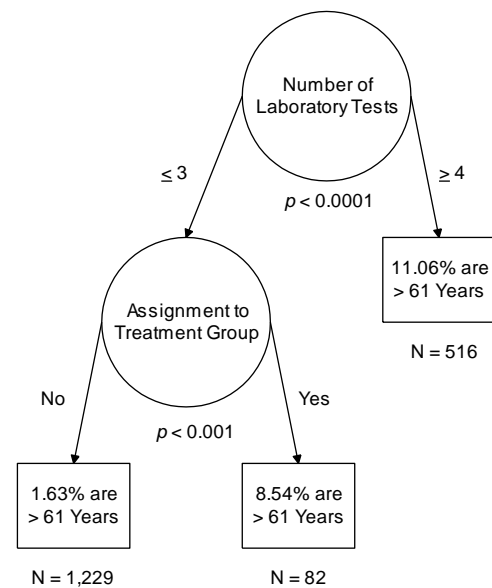 Number of
Laboratory Tests
≤ 3
≥ 4
p < 0.0001
11.06% are
> 61 Years
N = 516
Assignment to
Treatment Group
No
Yes
p < 0.001
1.63% are
> 61 Years
8.54% are
> 61 Years
N = 1,229
N = 82